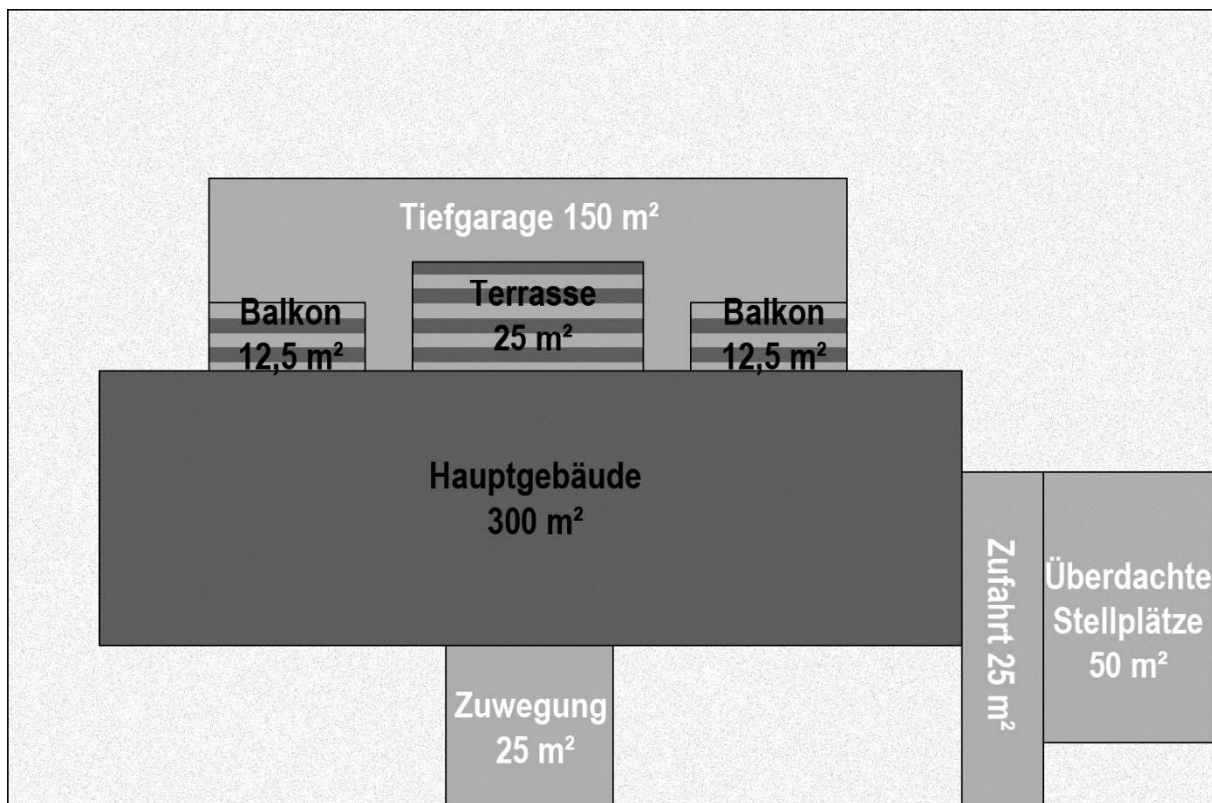 Tiefgarage 150 m²
Balkon
12,5 m²
Terrasse
25 m²
Balkon
12,5 m²
Hauptgebäude
300 m²
Zufahrt 25 m²
Überdachte
Stellplätze
50 m²
Zuwegung
25 m²